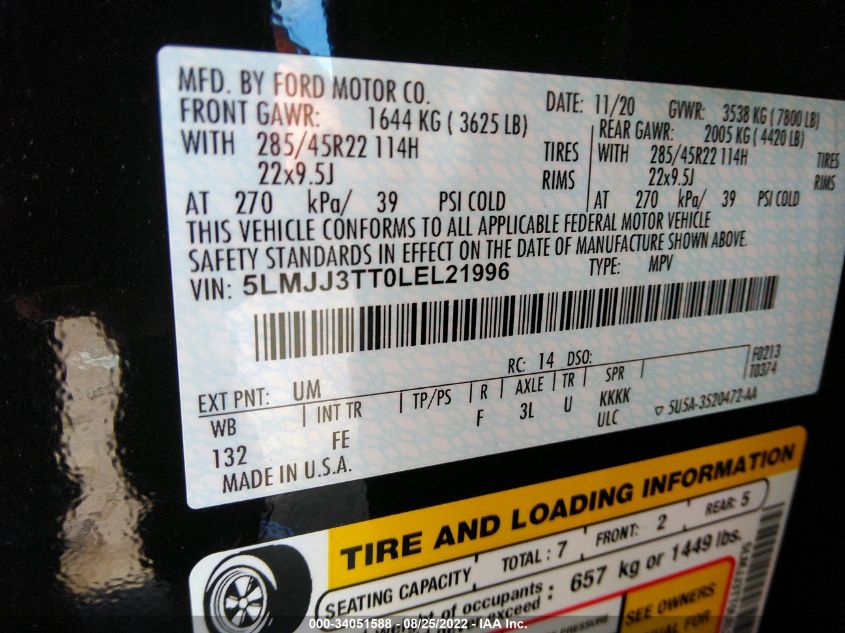 MFD. BY FORD MOTOR CO. DATE: 11/20 GVWR: 3538 KG ( 7800 LB)
FRONT GAWR: 1644 KG ( 3625 LB) REAR GAWR: 2005 KG ( 4420 LB)
WITH 285/45R22 114H TIRES WITH 285/45R22 114H TIRES
22x9.5J RIMS 22x9.5J RIMS
AT 270 kPa/ 39 PSI COLD AT 270 kPa/ 39 PSI COLD
THIS VEHICLE CONFORMS TO ALL APPLICABLE FEDERAL MOTOR VEHICLE
SAFETY STANDARDS IN EFFECT ON THE DATE OF MANUFACTURE SHOWN ABOVE.
VIN: 5LMJJ3TT0LEL21996 TYPE: MPV
EXT PNT: UM RC: 14 DSO: F0213
T0374
WB INT TR TP/PS R AXLE TR SPR
132 FE F 3L U KKKK
ULC 5U5A-3520472-AA
MADE IN U.S.A.
TIRE AND LOADING INFORMATION
SEATING CAPACITY TOTAL : 7 FRONT: 2 REAR: 5
of occupants : 657 kg or 1449 lbs.
exceed :
PRESSURE SEE OWNERS
FOR
000-34051588 - 08/25/2022 - IAA Inc.